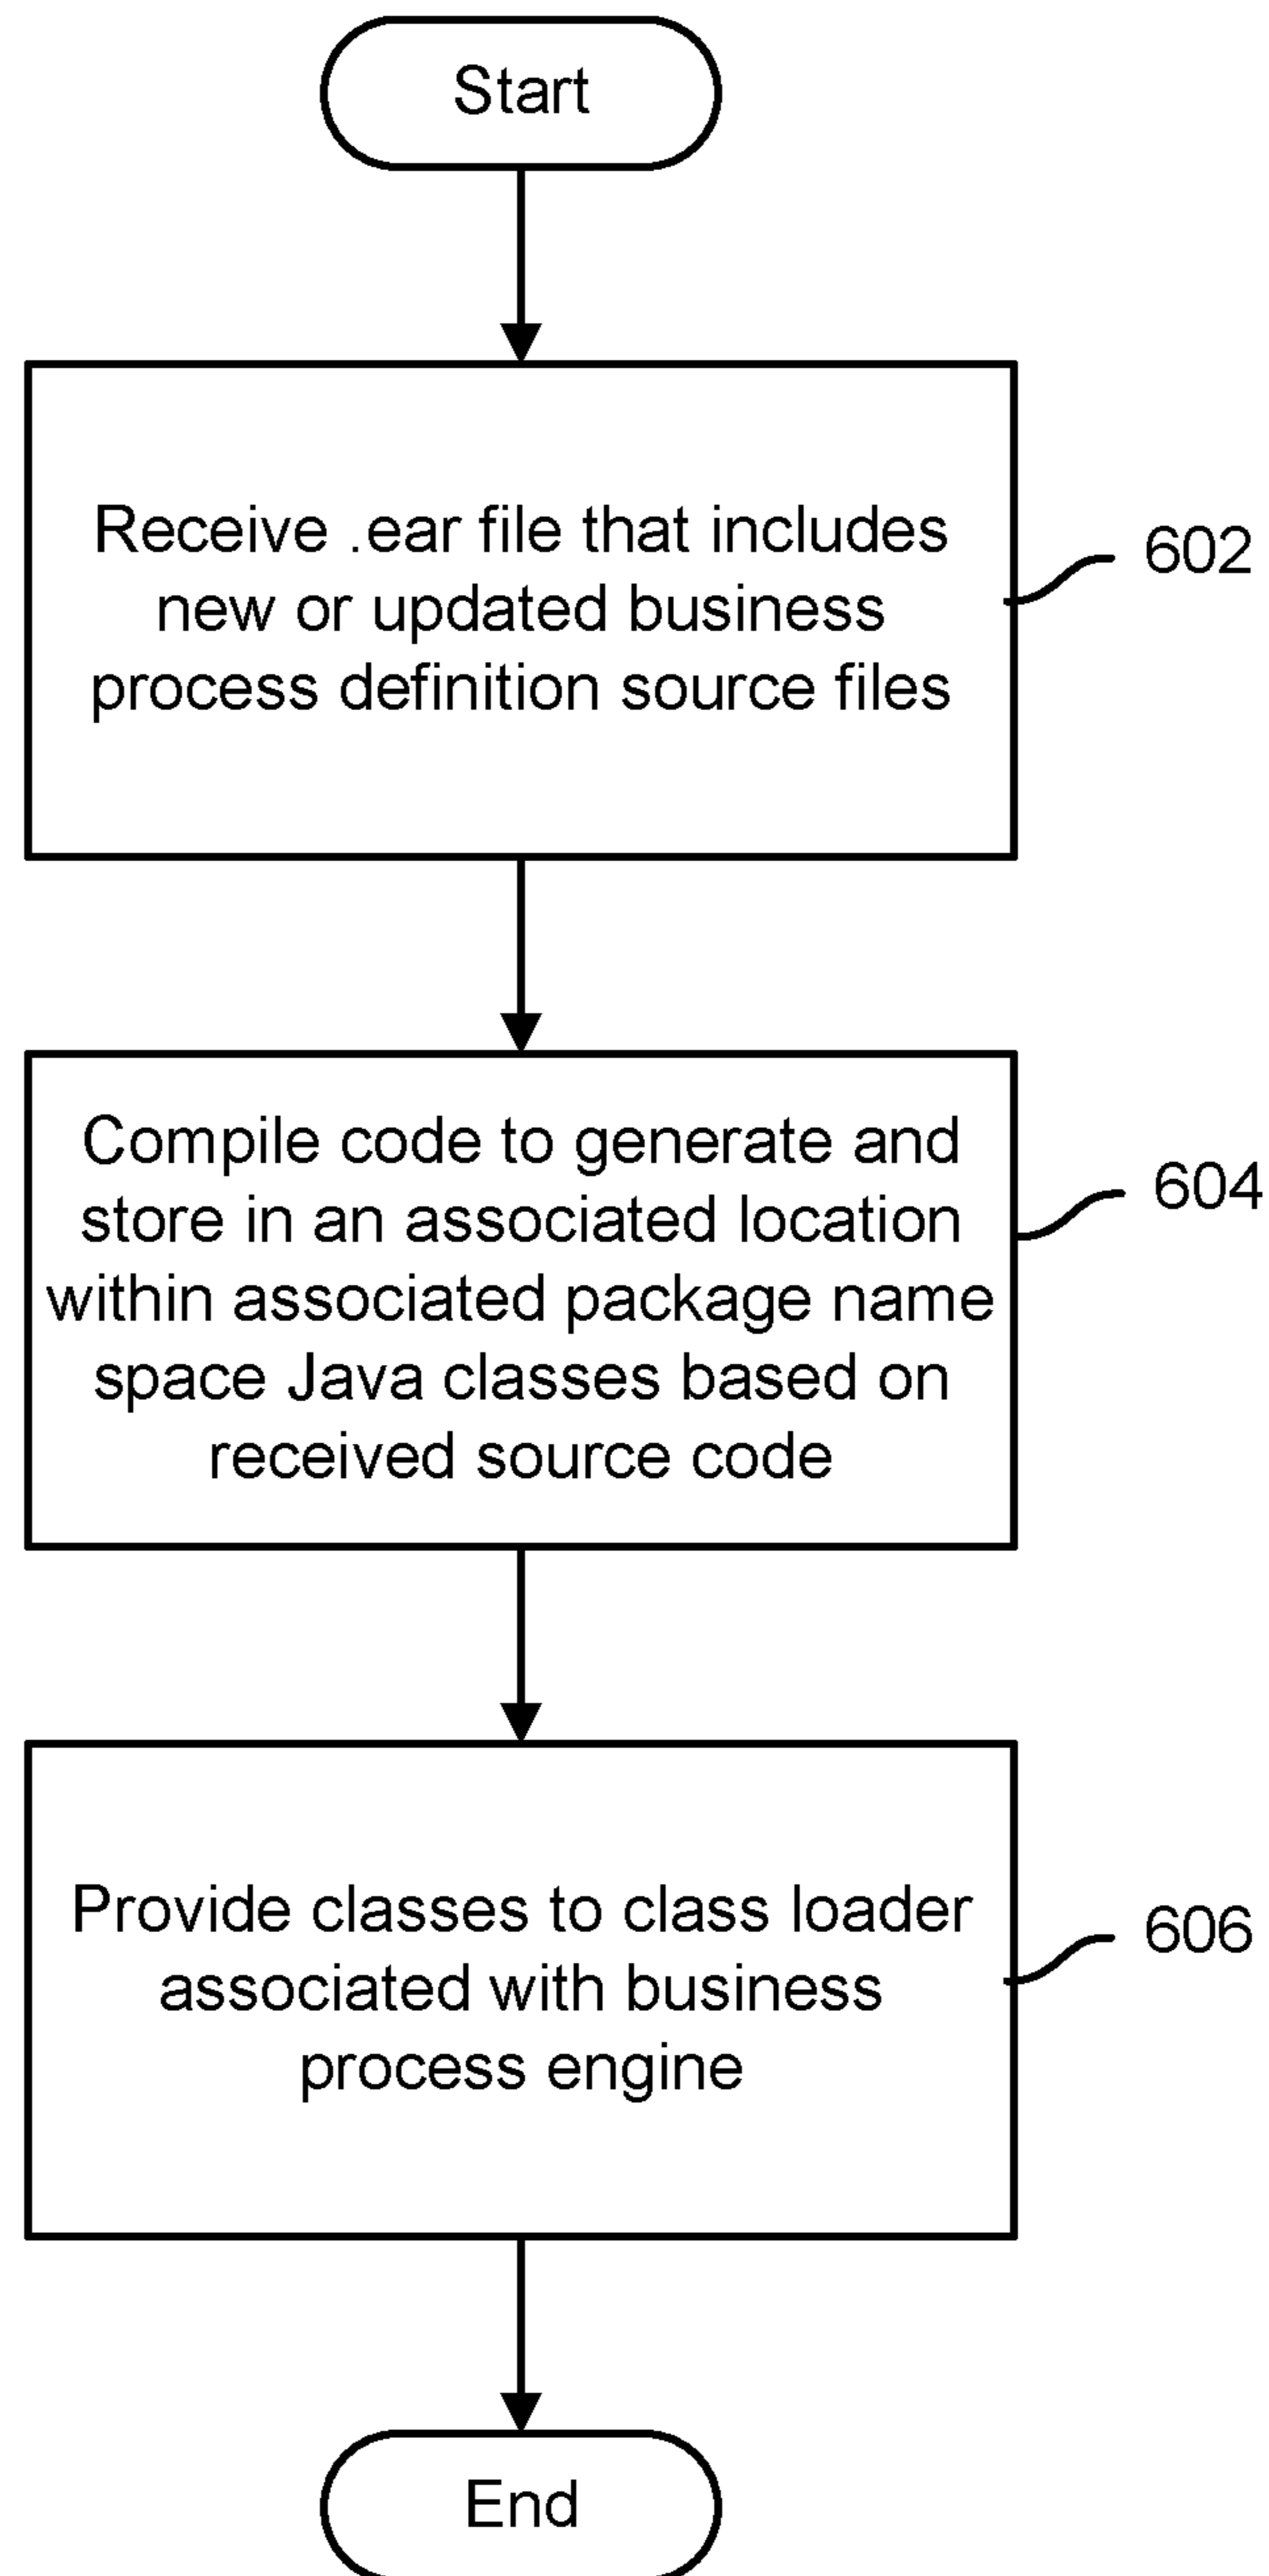 Start
Receive .ear file that includes
new or updated business
process definition source files
602
Compile code to generate and
store in an associated location
within associated package name
space Java classes based on
received source code
604
Provide classes to class loader
associated with business
process engine
606
End